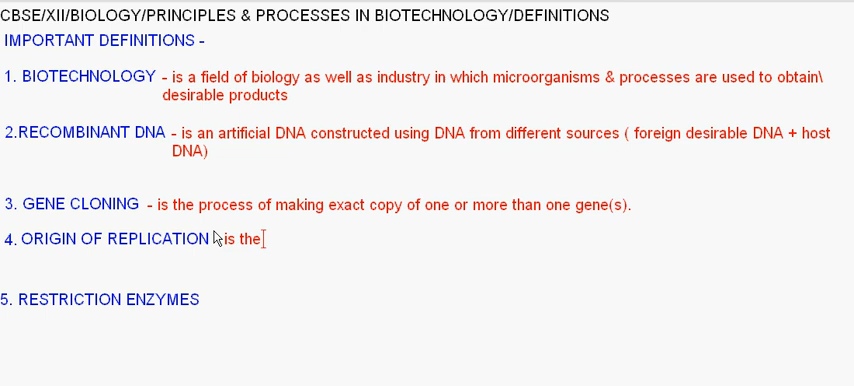 CBSE/XII/BIOLOGY/PRINCIPLES & PROCESSES IN BIOTECHNOLOGY/DEFINITIONS
IMPORTANT DEFINITIONS -
1. BIOTECHNOLOGY - is a field of biology as well as industry in which microorganisms & processes are used to obtain\
desirable products
2.RECOMBINANT DNA - is an artificial DNA constructed using DNA from different sources ( foreign desirable DNA + host
DNA)
3. GENE CLONING - is the process of making exact copy of one or more than one gene(s).
4. ORIGIN OF REPLICATION is the
5. RESTRICTION ENZYMES